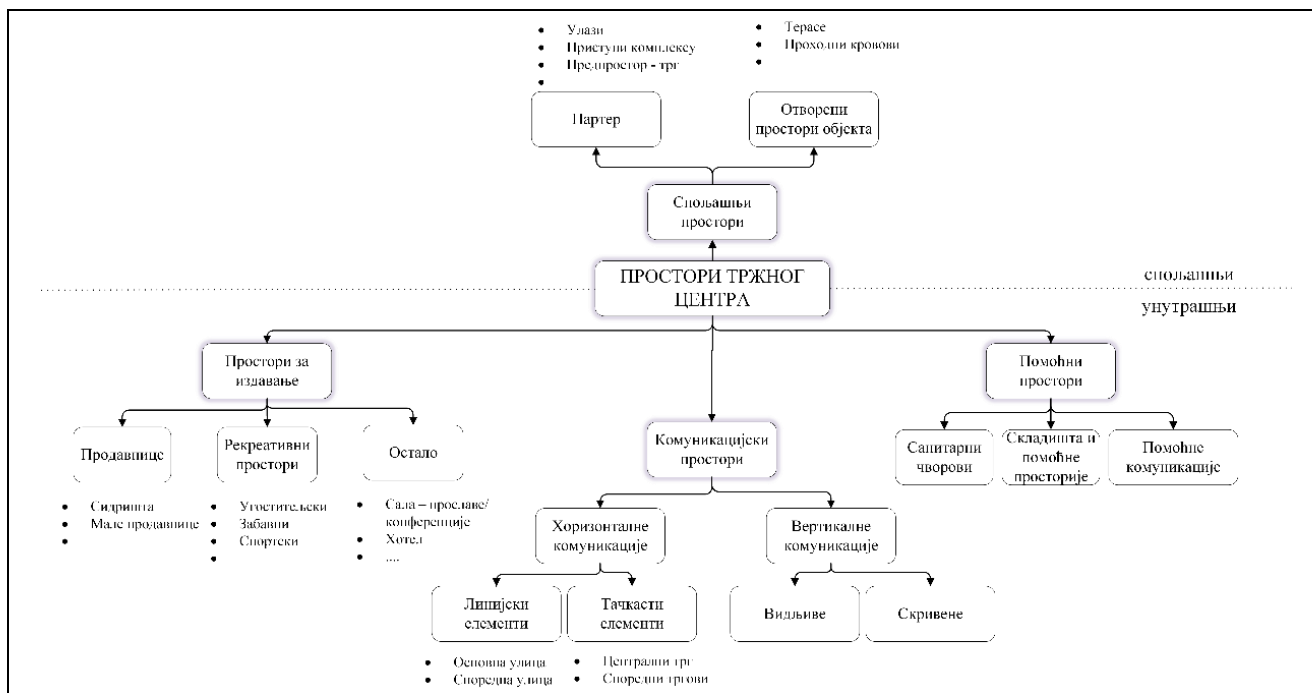 • Улази
• Приступи комплексу
• Предпростор - трг
•
• Терасе
• Проходни кровови
•
Партер
Отворени
простори објекта
Спољашњи
простори
ПРОСТОРИ ТРЖНОГ
ЦЕНТРА
спољашњи
унутрашњи
Простори за
издавање
Помоћни
простори
Продавнице
Рекреативни
простори
Остало
Комуникацијски
простори
Санитарни
чворови
Складишта и
помоћне
просторије
Помоћне
комуникације
• Сидришта
• Мале продавнице
•
• Угоститељски
• Забавни
• Спортски
•
• Сала – прославе/
конференције
• Хотел
• ....
Хоризонталне
комуникације
Вертикалне
комуникације
Линијски
елементи
Тачкасти
елементи
Видљиве
Скривене
• Основна улица
• Споредна улица
• Централни трг
• Споредни тргови